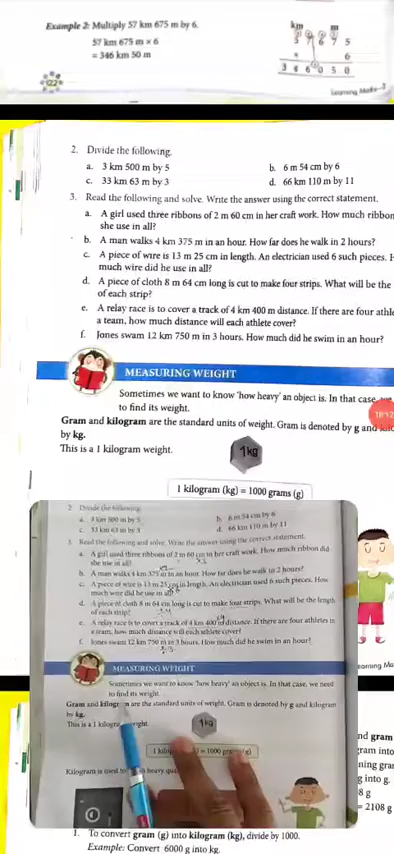 Example 2: Multiply 57 km 675 m by 6.
57 km 675 m × 6
= 346 km 50 m
km m
5 7 6 7 5
× 6
3 4 6 0 5 0
122
Learning Maths-3
2. Divide the following.
a. 3 km 500 m by 5 b. 6 m 54 cm by 6
c. 33 km 63 m by 3 d. 66 km 110 m by 11
3. Read the following and solve. Write the answer using the correct statement.
a. A girl used three ribbons of 2 m 60 cm in her craft work. How much ribbon
she use in all?
b. A man walks 4 km 375 m in an hour. How far does he walk in 2 hours?
c. A piece of wire is 13 m 25 cm in length. An electrician used 6 such pieces. H
much wire did he use in all?
d. A piece of cloth 8 m 64 cm long is cut to make four strips. What will be the
of each strip?
e. A relay race is to cover a track of 4 km 400 m distance. If there are four athle
a team, how much distance will each athlete cover?
f. Jones swam 12 km 750 m in 3 hours. How much did he swim in an hour?
MEASURING WEIGHT
Sometimes we want to know 'how heavy' an object is. In that case, we
to find its weight.
Gram and kilogram are the standard units of weight. Gram is denoted by g and kilo
by kg.
This is a 1 kilogram weight.
1 kg
1 kilogram (kg) = 1000 grams (g)
2. Divide the following.
a. 3 km 500 m by 5 b. 6 m 54 cm by 6
c. 33 km 63 m by 3 d. 66 km 110 m by 11
3. Read the following and solve. Write the answer using the correct statement.
a. A girl used three ribbons of 2 m 60 cm in her craft work. How much ribbon did
she use in all?
b. A man walks 4 km 375 m in an hour. How far does he walk in 2 hours?
c. A piece of wire is 13 m 25 cm in length. An electrician used 6 such pieces. How
much wire did he use in all?
d. A piece of cloth 8 m 64 cm long is cut to make four strips. What will be the length
of each strip?
e. A relay race is to cover a track of 4 km 400 m distance. If there are four athletes in
a team, how much distance will each athlete cover?
f. Jones swam 12 km 750 m in 3 hours. How much did he swim in an hour?
MEASURING WEIGHT
Sometimes we want to know 'how heavy' an object is. In that case, we need
to find its weight.
Gram and kilogram are the standard units of weight. Gram is denoted by g and kilogram
by kg.
This is a 1 kilogram weight.
1 kg
= 1000 grams (g)
Kilogram is used to heavy
earning Ma
nd gram
gram into
ning gra
g into g.
8 g
= 2108 g
1. To convert gram (g) into kilogram (kg), divide by 1000.
Example: Convert 6000 g into kg.